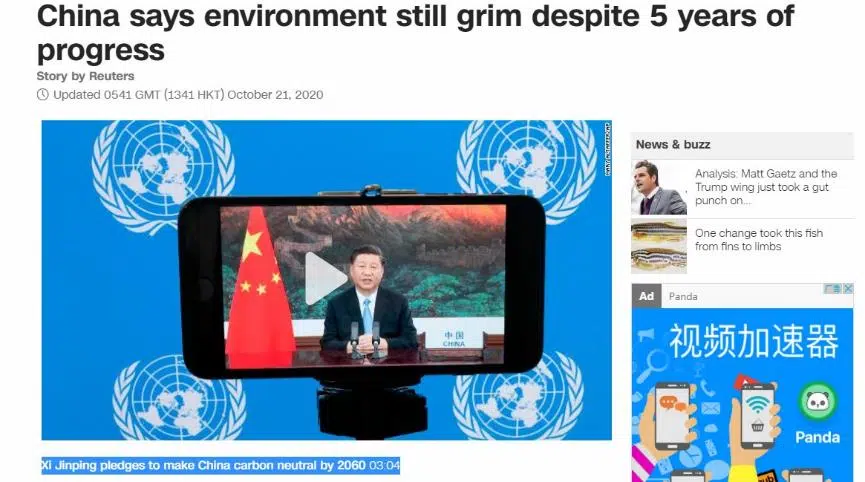 China says environment still grim despite 5 years of
progress
Story by Reuters
Updated 0541 GMT (1341 HKT) October 21, 2020
中国
CHINA
Xi Jinping pledges to make China carbon neutral by 2060 03:04
News & buzz
Analysis: Matt Gaetz and the
Trump wing just took a gut
punch on...
One change took this fish
from fins to limbs
Ad Panda
视频加速器
Panda